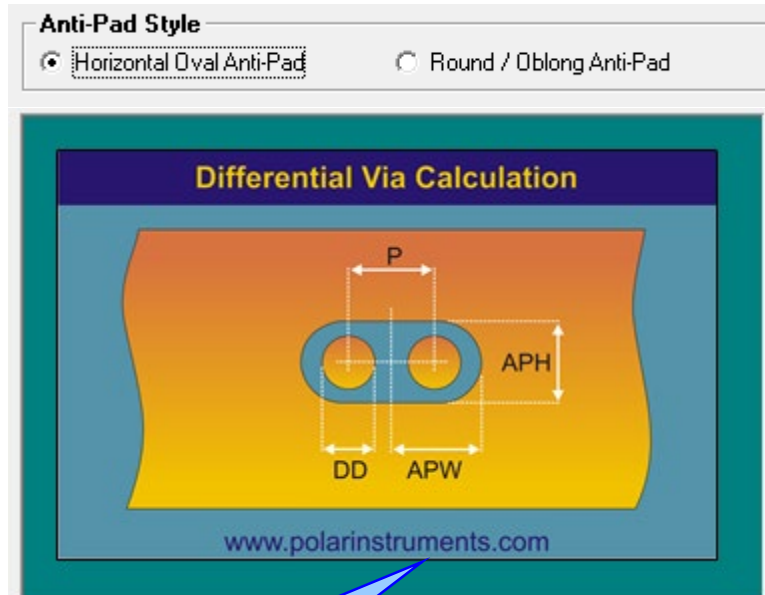 Anti-Pad Style
Horizontal Oval Anti-Pad Round / Oblong Anti-Pad
Differential Via Calculation
P
APH
DD APW
www.polarinstruments.com